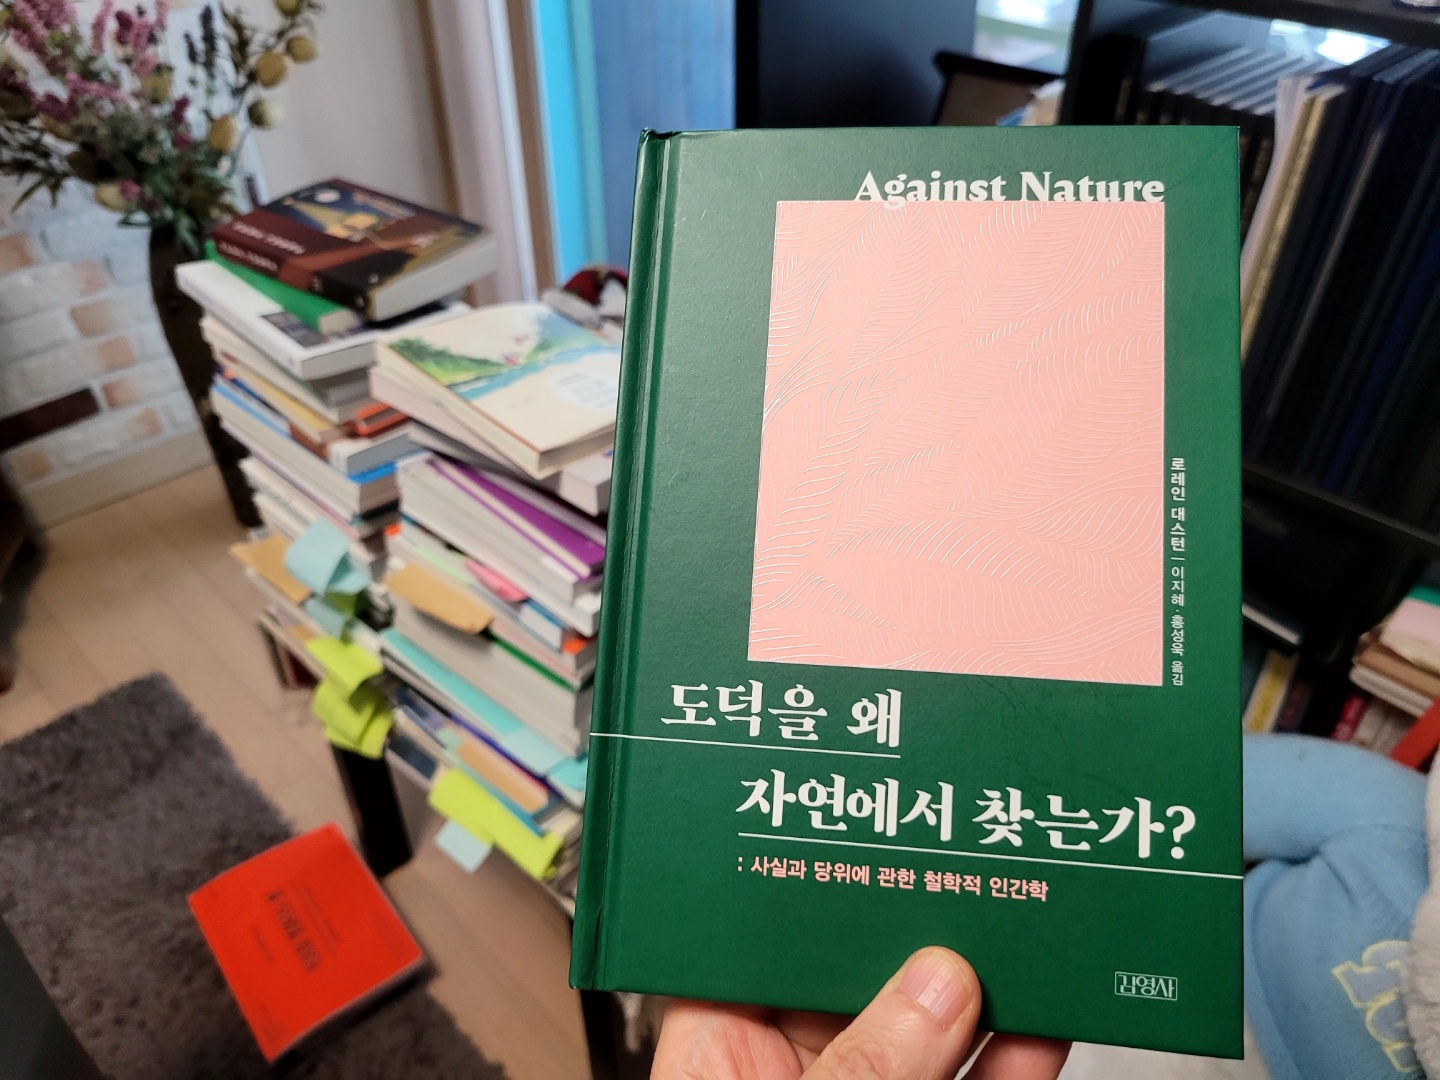 Against Nature
로레인 대스턴 | 이지혜·홍성욱 옮김
도덕을 왜
자연에서 찾는가?
: 사실과 당위에 관한 철학적 인간학
김영사